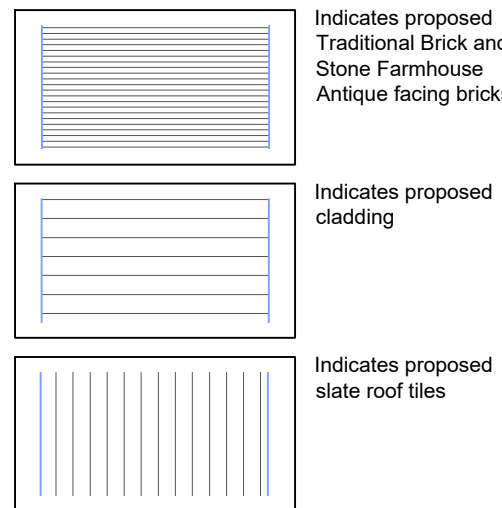 Indicates proposed
Traditional Brick and
Stone Farmhouse
Antique facing bricks
Indicates proposed
cladding
Indicates proposed
slate roof tiles